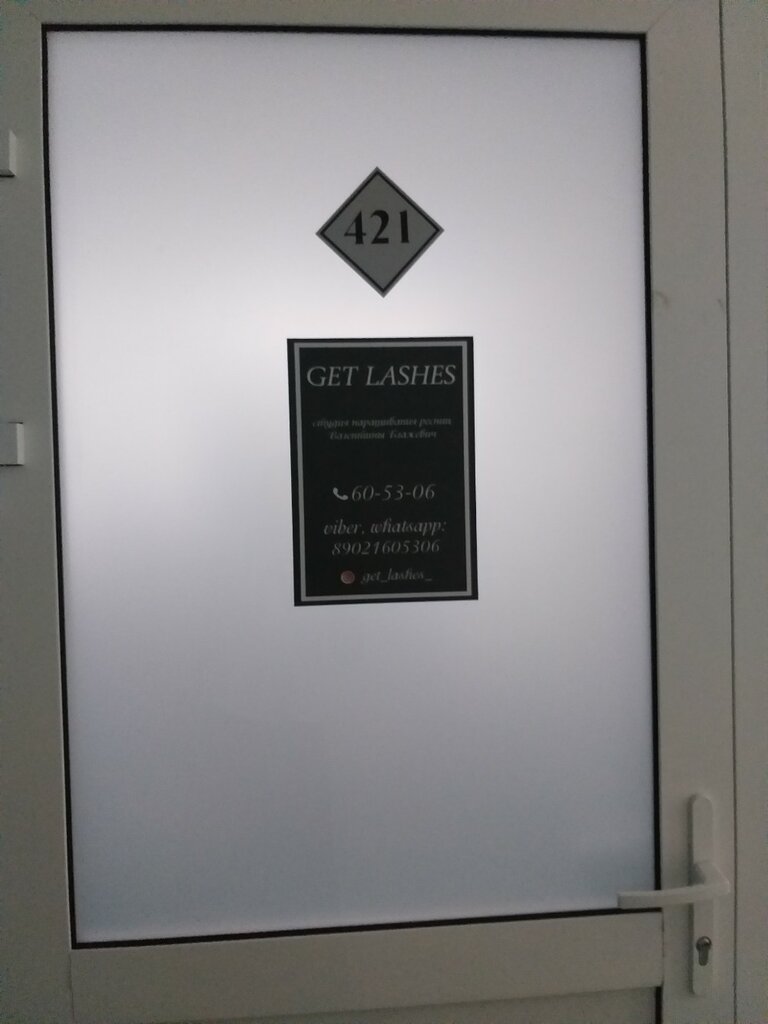 421
GET LASHES
студия наращивания ресниц
Валентины Блажевич
60-53-06
viber, whatsapp:
89021605306
get_lashes_